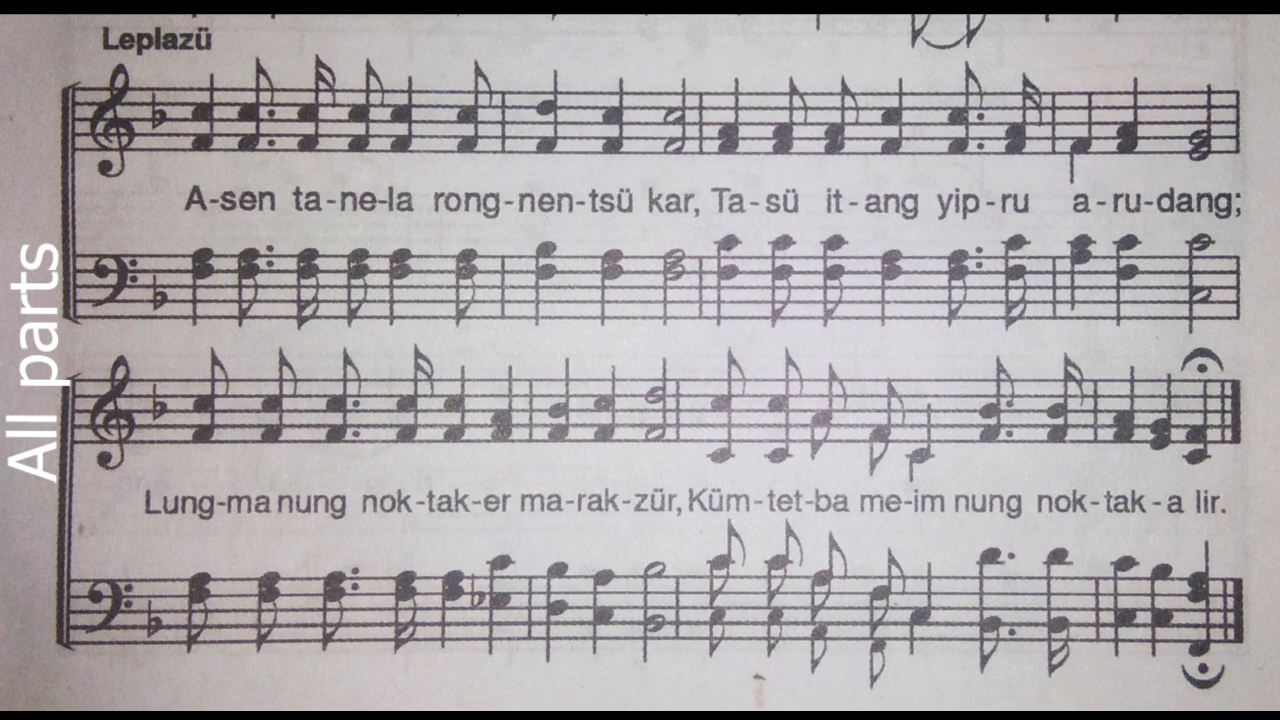 Leplazü
A-sen ta-ne-la rong-nen-tsü kar, Ta-sü it-ang yip-ru a-ru-dang;
All parts
Lung-ma nung nok-tak-er ma-rak-zür, Küm-tet-ba me-im nung nok-tak-a lir.